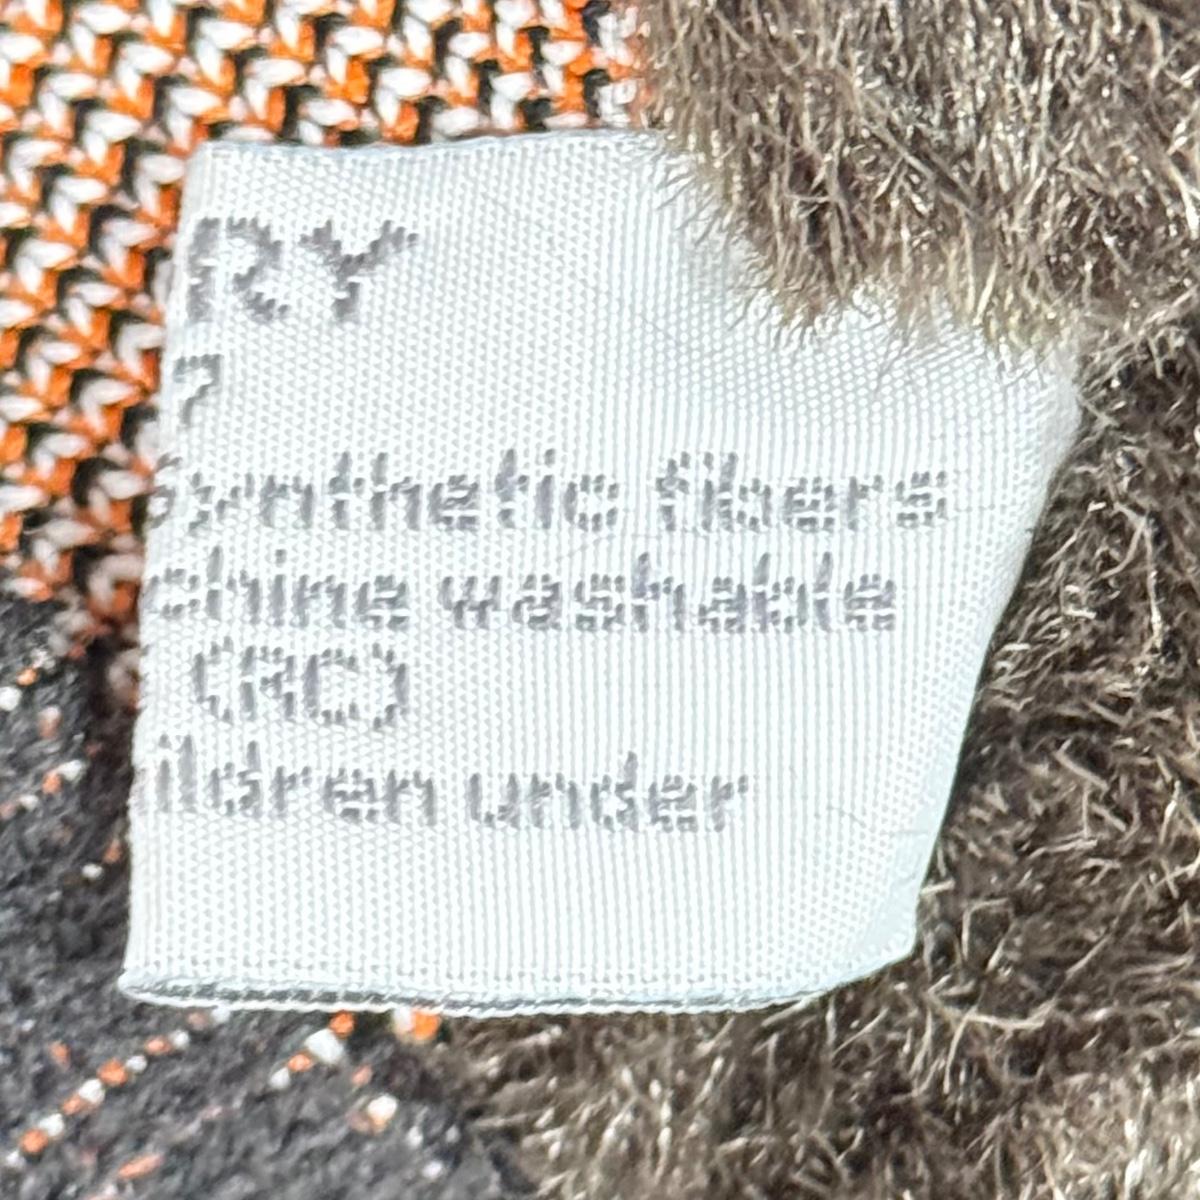 RY
7
synthetic fibers
chine washable
(RC)
ildren under